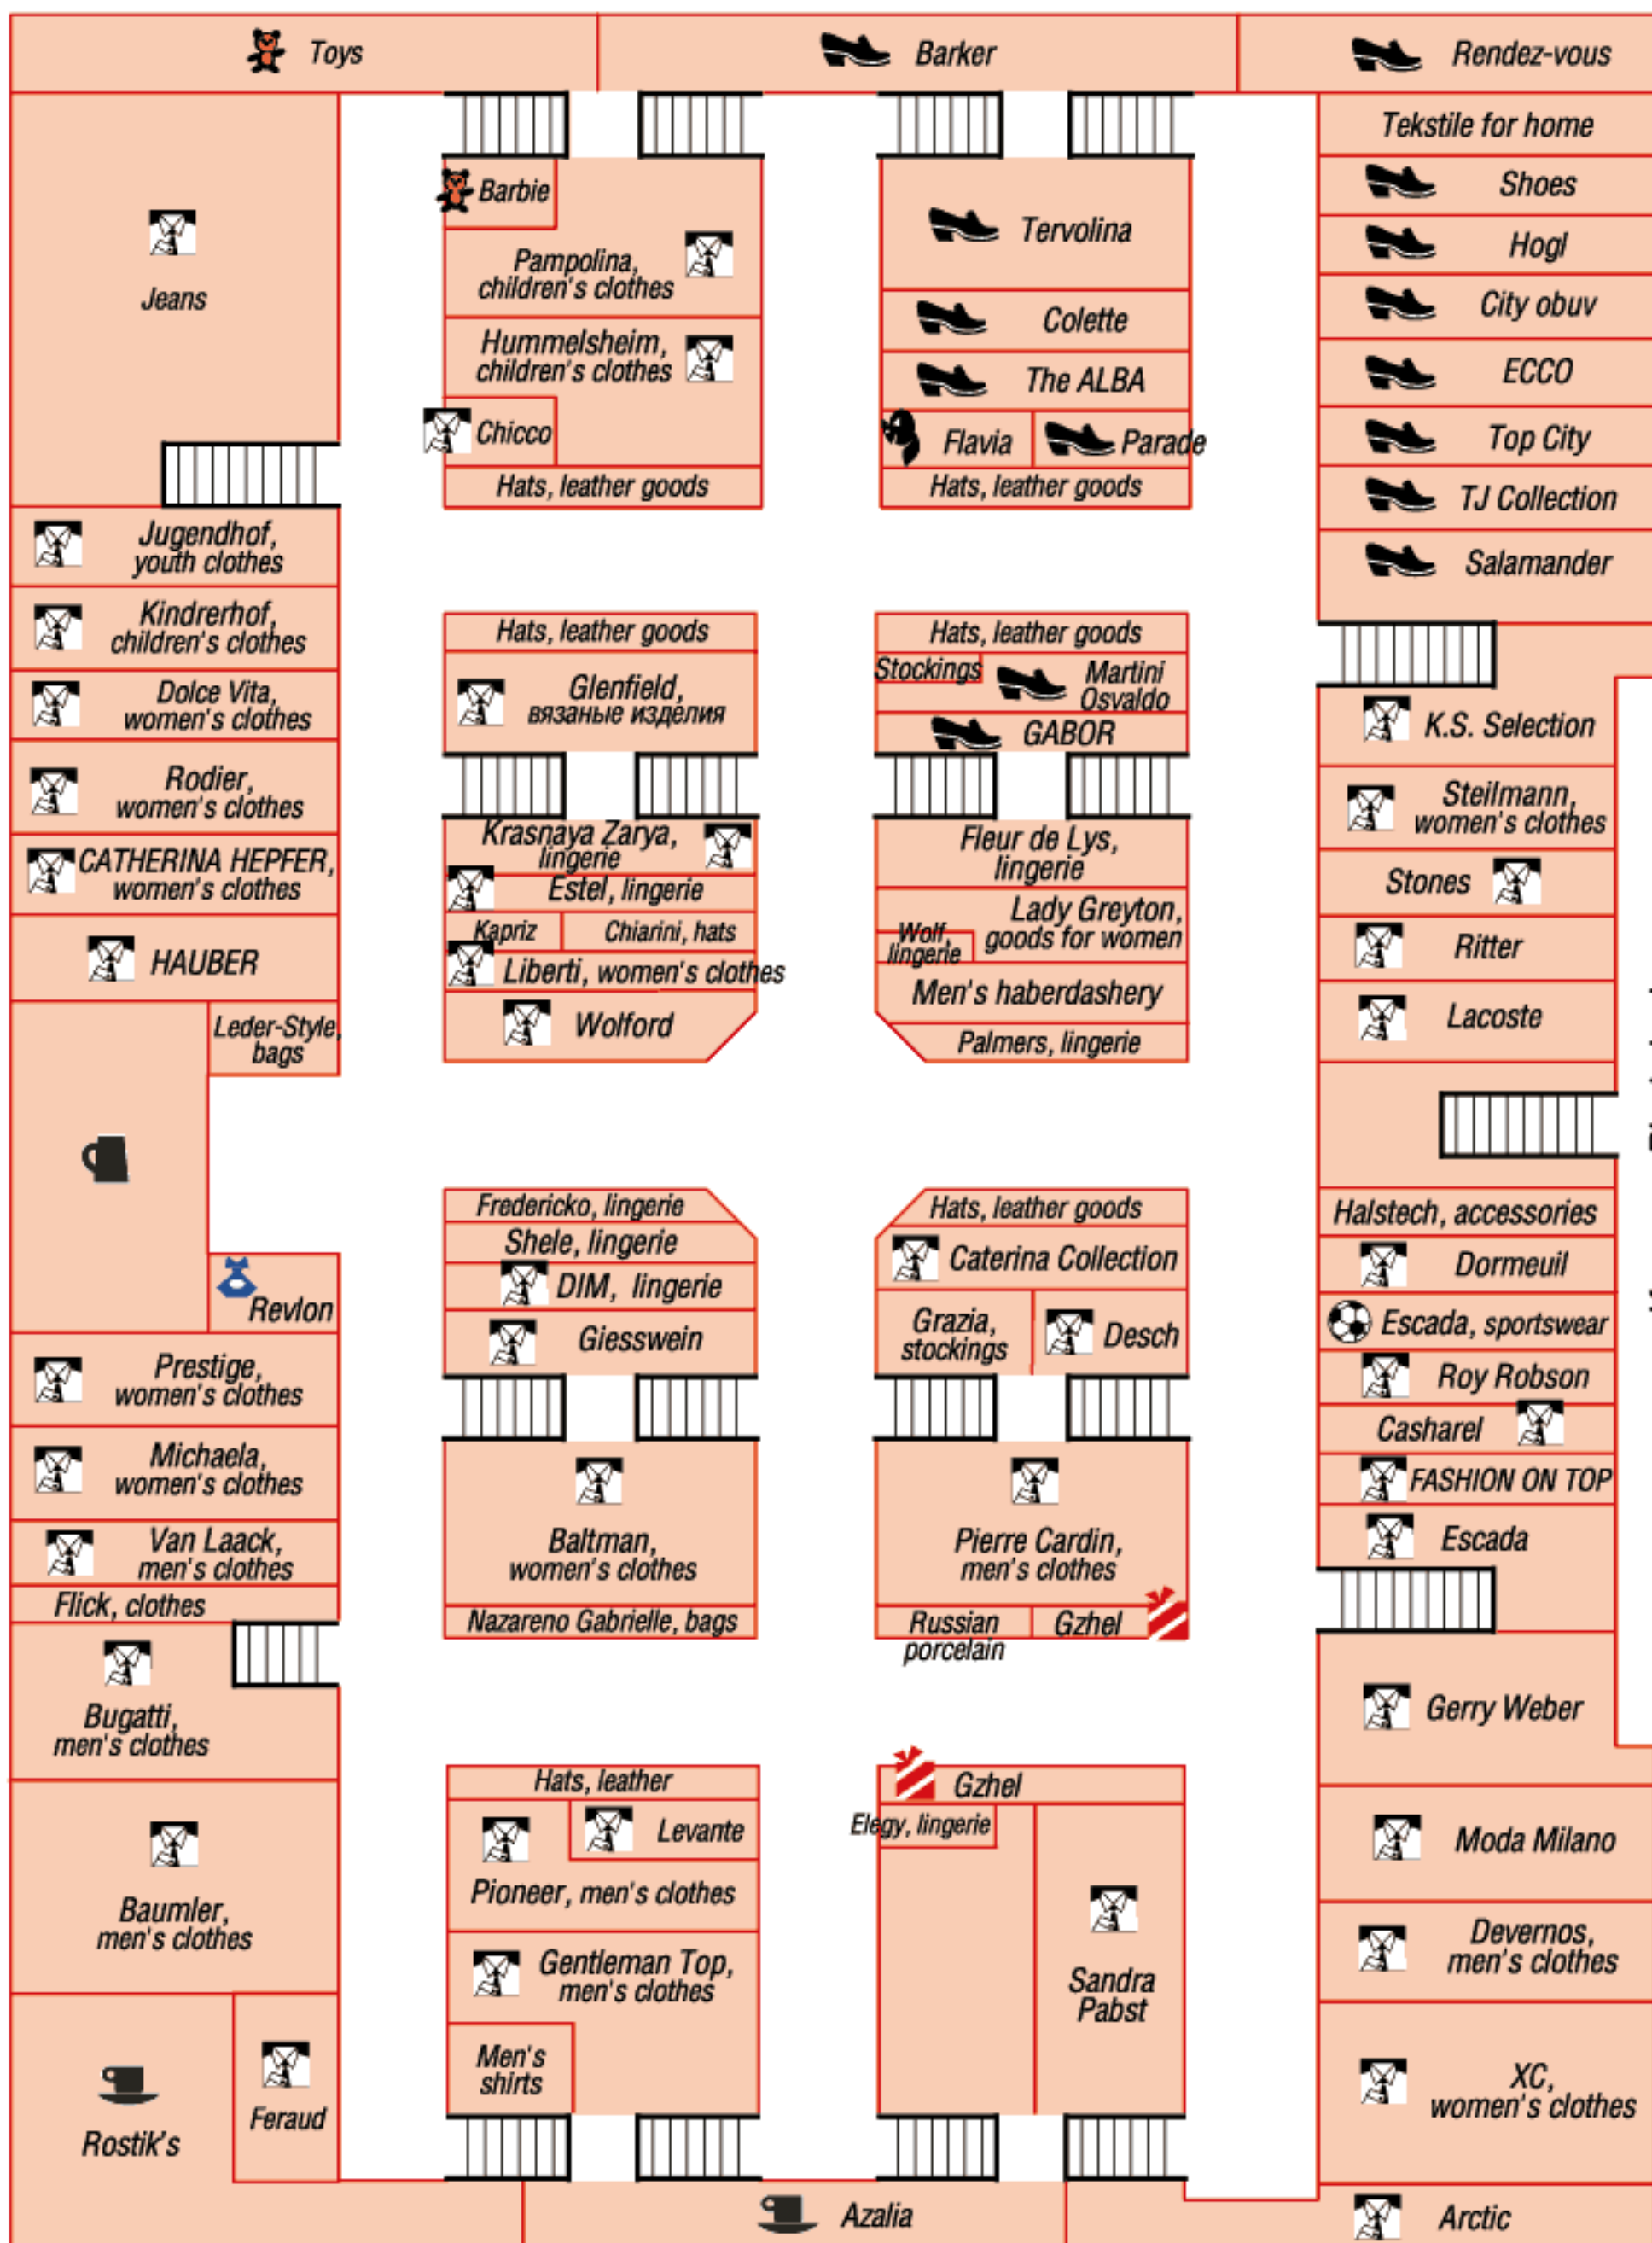 Toys
Barker
Rendez-vous
Jeans
Jugendhof,
youth clothes
Kindrerhof,
children's clothes
Dolce Vita,
women's clothes
Rodier,
women's clothes
CATHERINA HEPFER,
women's clothes
HAUBER
Leder-Style,
bags
Revlon
Prestige,
women's clothes
Michaela,
women's clothes
Van Laack,
men's clothes
Flick, clothes
Bugatti,
men's clothes
Baumler,
men's clothes
Rostik's
Feraud
Barbie
Pampolina,
children's clothes
Hummelsheim,
children's clothes
Chicco
Hats, leather goods
Hats, leather goods
Glenfield,
вязаные изделия
Krasnaya Zarya,
lingerie
Estel, lingerie
Kapriz
Chiarini, hats
Liberti, women's clothes
Wolford
Fredericko, lingerie
Shele, lingerie
DIM, lingerie
Giesswein
Baltman,
women's clothes
Nazareno Gabrielle, bags
Hats, leather
Levante
Pioneer, men's clothes
Gentleman Top,
men's clothes
Men's
shirts
Tervolina
Colette
The ALBA
Flavia
Parade
Hats, leather goods
Hats, leather goods
Stockings
Martini
Osvaldo
GABOR
Fleur de Lys,
lingerie
Lady Greyton,
goods for women
Wolf,
lingerie
Men's haberdashery
Palmers, lingerie
Hats, leather goods
Caterina Collection
Grazia,
stockings
Desch
Pierre Cardin,
men's clothes
Russian
porcelain
Gzhel
Gzhel
Elegy, lingerie
Sandra
Pabst
Tekstile for home
Shoes
Hogl
City obuv
ECCO
Top City
TJ Collection
Salamander
K.S. Selection
Steilmann,
women's clothes
Stones
Ritter
Lacoste
Halstech, accessories
Dormeuil
Escada, sportswear
Roy Robson
Casharel
FASHION ON TOP
Escada
Gerry Weber
Moda Milano
Devernos,
men's clothes
XC,
women's clothes
Azalia
Arctic